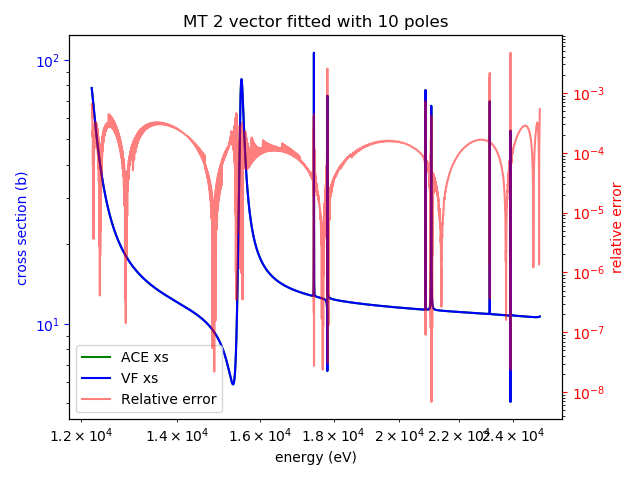 MT 2 vector fitted with 10 poles
10²
10¹
cross section (b)
10⁻³
10⁻⁴
10⁻⁵
10⁻⁶
10⁻⁷
10⁻⁸
relative error
ACE xs
VF xs
Relative error
1.2 × 10⁴ 1.4 × 10⁴ 1.6 × 10⁴ 1.8 × 10⁴ 2 × 10⁴ 2.2 × 10⁴ 2.4 × 10⁴
energy (eV)